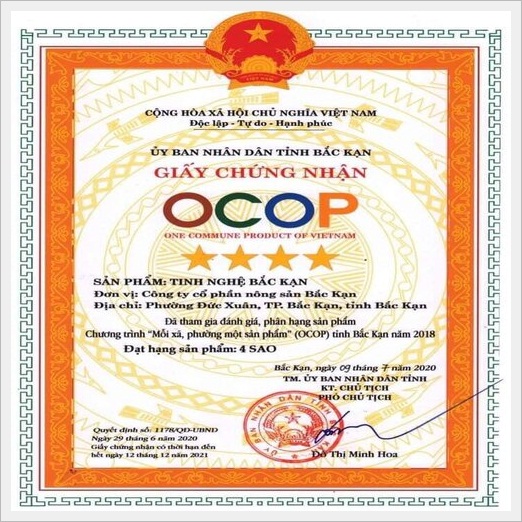 VIỆT NAM
CỘNG HÒA XÃ HỘI CHỦ NGHĨA VIỆT NAM
Độc lập - Tự do - Hạnh phúc
ỦY BAN NHÂN DÂN TỈNH BẮC KẠN
GIẤY CHỨNG NHẬN
OCOP
ONE COMMUNE PRODUCT OF VIETNAM
SẢN PHẨM: TINH NGHỆ BẮC KẠN
Đơn vị: Công ty cổ phần nông sản Bắc Kạn
Địa chỉ: Phường Đức Xuân, TP. Bắc Kạn, tỉnh Bắc Kạn
Đã tham gia đánh giá, phân hạng sản phẩm
Chương trình "Mỗi xã, phường một sản phẩm" (OCOP) tỉnh Bắc Kạn năm 2018
Đạt hạng sản phẩm: 4 SAO
Bắc Kạn, ngày 09 tháng 7 năm 2020
TM. ỦY BAN NHÂN DÂN TỈNH
KT. CHỦ TỊCH
PHÓ CHỦ TỊCH
Quyết định số: 1178/QĐ-UBND
Ngày 29 tháng 6 năm 2020
Giấy chứng nhận có thời hạn đến
hết ngày 12 tháng 12 năm 2021
ỦY BAN NHÂN DÂN TỈNH
Đỗ Thị Minh Hoa